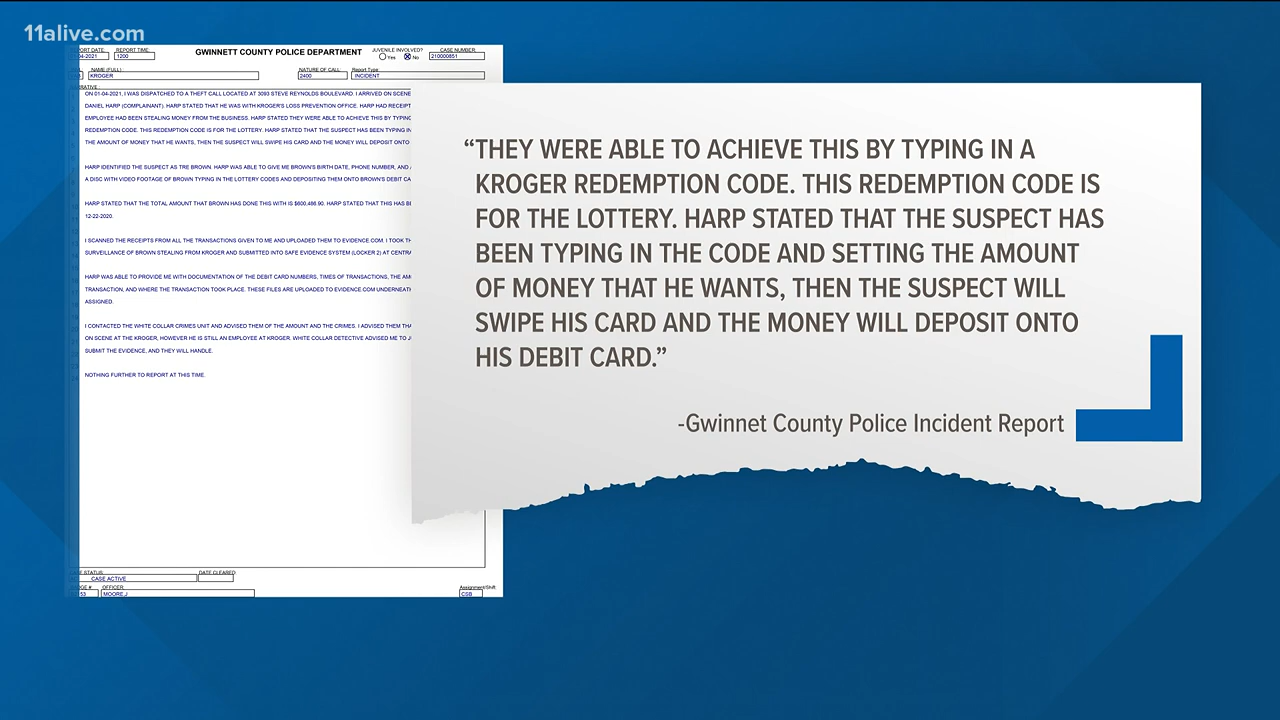 11alive.com
PORT DATE: REPORT TIME: GWINNETT COUNTY POLICE DEPARTMENT JUVENILE INVOLVED? CASE NUMBER:
04-2021 1200 Yes No 210000851
NAME (FULL): NATURE OF CALL: Report Type:
KROGER 2400 INCIDENT
ON 01-04-2021, I WAS DISPATCHED TO A THEFT CALL LOCATED AT 3093 STEVE REYNOLDS BOULEVARD. I ARRIVED ON SCENE
DANIEL HARP (COMPLAINANT). HARP STATED THAT HE WAS WITH KROGER'S LOSS PREVENTION OFFICE. HARP HAD RECEIPT
EMPLOYEE HAD BEEN STEALING MONEY FROM THE BUSINESS. HARP STATED THEY WERE ABLE TO ACHIEVE THIS BY TYPING
REDEMPTION CODE. THIS REDEMPTION CODE IS FOR THE LOTTERY. HARP STATED THAT THE SUSPECT HAS BEEN TYPING IN
THE AMOUNT OF MONEY THAT HE WANTS, THEN THE SUSPECT WILL SWIPE HIS CARD AND THE MONEY WILL DEPOSIT ONTO
HARP IDENTIFIED THE SUSPECT AS TRE BROWN. HARP WAS ABLE TO GIVE ME BROWN'S BIRTH DATE, PHONE NUMBER, AND
A DISC WITH VIDEO FOOTAGE OF BROWN TYPING IN THE LOTTERY CODES AND DEPOSITING THEM ONTO BROWN'S DEBIT CA
HARP STATED THAT THE TOTAL AMOUNT THAT BROWN HAS DONE THIS WITH IS HARP STATED THAT THIS HAS
12-22-2020.
I SCANNED THE RECEIPTS FROM ALL THE TRANSACTIONS GIVEN TO ME AND UPLOADED THEM TO EVIDENCE.COM. I TOOK
SURVEILLANCE OF BROWN STEALING FROM KROGER AND SUBMITTED INTO SAFE EVIDENCE SYSTEM (LOCKER 2) AT CENTRA
HARP WAS ABLE TO PROVIDE ME WITH DOCUMENTATION OF THE DEBIT CARD NUMBERS, TIMES OF TRANSACTIONS, THE AM
TRANSACTION, AND WHERE THE TRANSACTION TOOK PLACE. THESE FILES ARE UPLOADED TO EVIDENCE.COM UNDERNEAT
ASSIGNED.
I CONTACTED THE WHITE COLLAR CRIMES UNIT AND ADVISED THEM OF THE AMOUNT AND THE CRIMES. I ADVISED THEM
ON SCENE AT THE KROGER, HOWEVER HE IS STILL AN EMPLOYEE AT KROGER. WHITE COLLAR DETECTIVE ADVISED ME TO
SUBMIT THE EVIDENCE, AND THEY WILL HANDLE.
NOTHING FURTHER TO REPORT AT THIS TIME.
STATUS: DATE CLEARED:
CASE ACTIVE
OFFICER: Assignment/Shift:
53 MOORE,J CSB
“THEY WERE ABLE TO ACHIEVE THIS BY TYPING IN A
KROGER REDEMPTION CODE. THIS REDEMPTION CODE IS
FOR THE LOTTERY. HARP STATED THAT THE SUSPECT HAS
BEEN TYPING IN THE CODE AND SETTING THE AMOUNT
OF MONEY THAT HE WANTS, THEN THE SUSPECT WILL
SWIPE HIS CARD AND THE MONEY WILL DEPOSIT ONTO
HIS DEBIT CARD.”
-Gwinnet County Police Incident Report